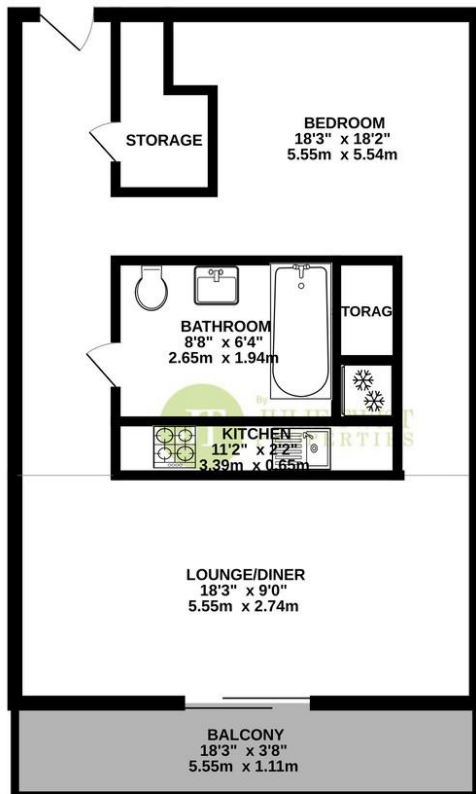 STORAGE
BEDROOM
18'3" x 18'2"
5.55m x 5.54m
BATHROOM
8'8" x 6'4"
2.65m x 1.94m
TORAG
By
PROPERTIES
KITCHEN
11'2" x 2'2"
3.39m x 0.65m
LOUNGE/DINER
18'3" x 9'0"
5.55m x 2.74m
BALCONY
18'3" x 3'8"
5.55m x 1.11m